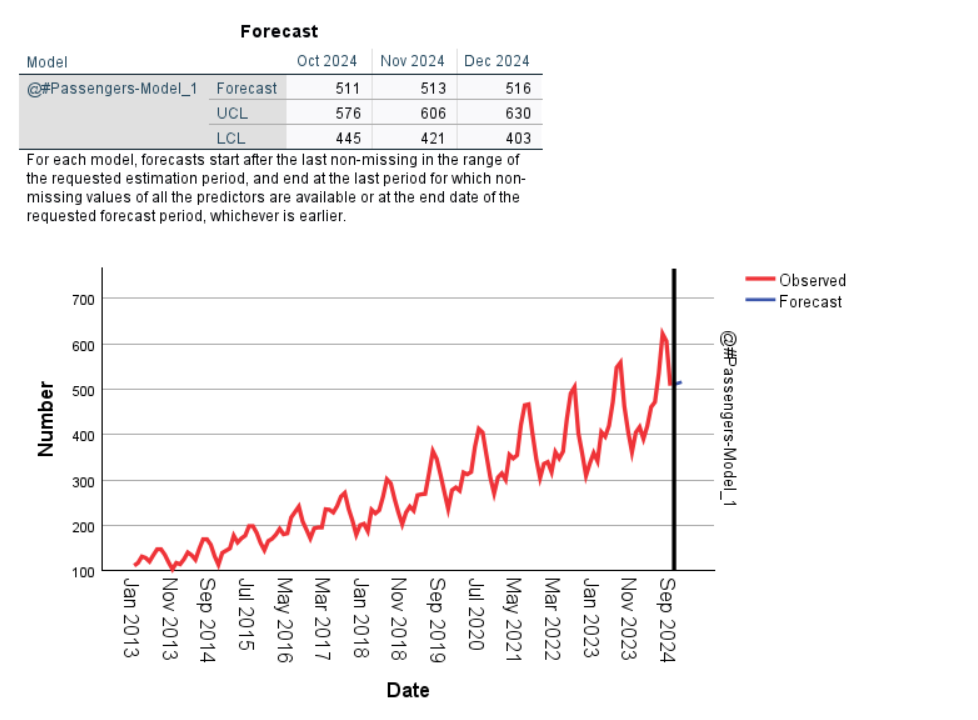 Forecast
Model Oct 2024 Nov 2024 Dec 2024
@#Passengers-Model_1 Forecast 511 513 516
UCL 576 606 630
LCL 445 421 403
For each model, forecasts start after the last non-missing in the range of
the requested estimation period, and end at the last period for which non-
missing values of all the predictors are available or at the end date of the
requested forecast period, whichever is earlier.
Observed
Forecast
@#Passengers-Model_1
Number
700
600
500
400
300
200
100
Jan 2013
Nov 2013
Sep 2014
Jul 2015
May 2016
Mar 2017
Jan 2018
Nov 2018
Sep 2019
Jul 2020
May 2021
Mar 2022
Jan 2023
Nov 2023
Sep 2024
Date